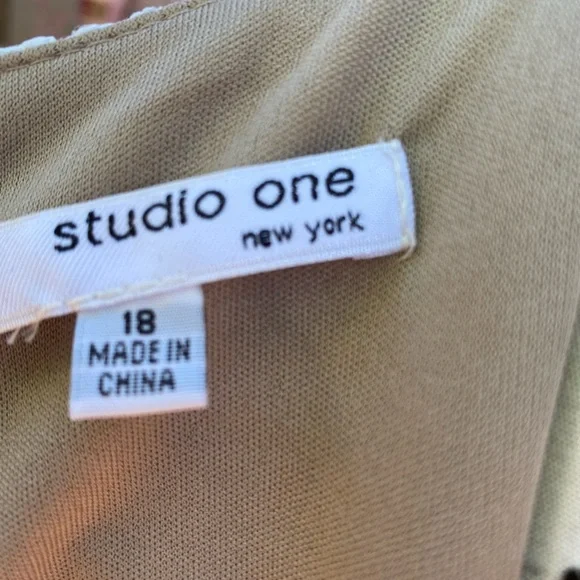 studio one
new york
18
MADE IN
CHINA